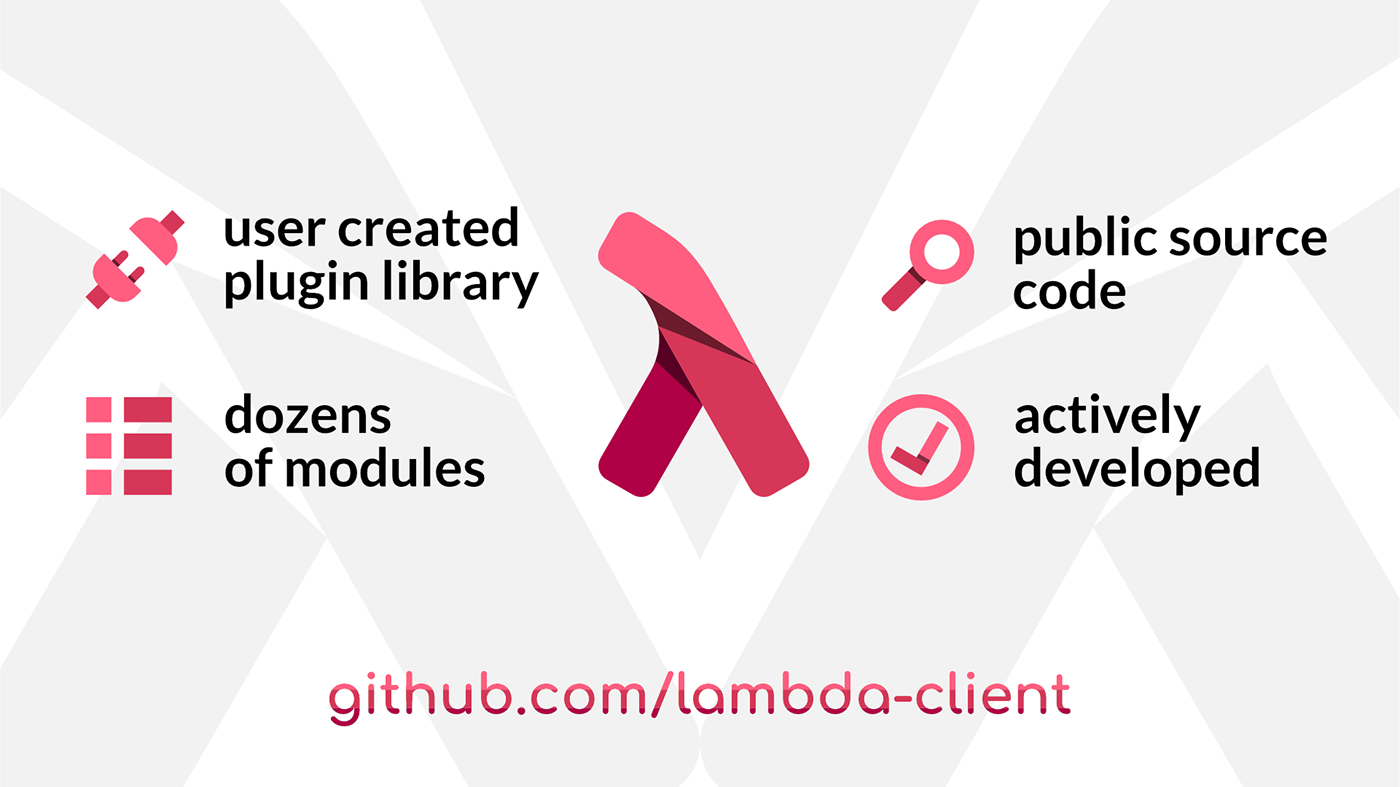 user created
plugin library
dozens
of modules
public source
code
actively
developed
github.com/lambda-client